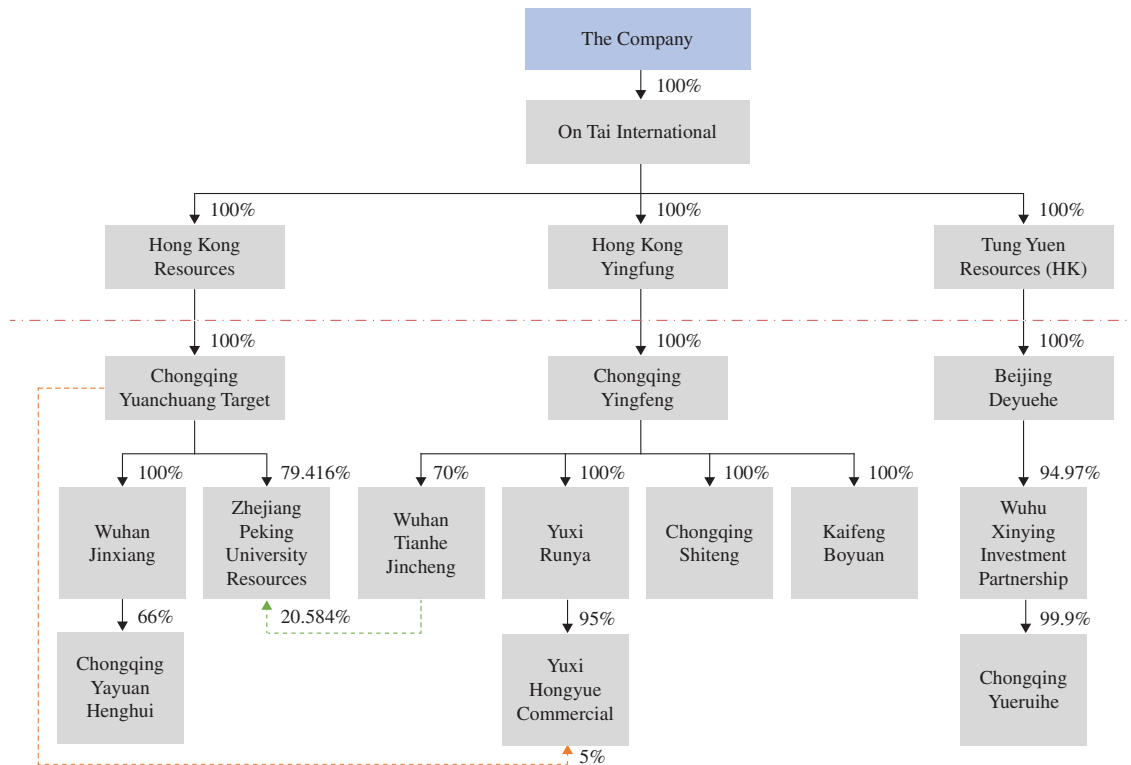 The Company
100%
On Tai International
100%
100%
100%
Hong Kong
Resources
Hong Kong
Yingfung
Tung Yuen
Resources (HK)
100%
100%
100%
Chongqing
Yuanchuang Target
Chongqing
Yingfeng
Beijing
Deyuehe
100%
79.416%
70%
100%
100%
100%
94.97%
Wuhan
Jinxiang
Zhejiang
Peking
University
Resources
Wuhan
Tianhe
Jincheng
Yuxi
Runya
Chongqing
Shiteng
Kaifeng
Boyuan
Wuhu
Xinying
Investment
Partnership
66%
20.584%
95%
99.9%
Chongqing
Yayuan
Henghui
Yuxi
Hongyue
Commercial
Chongqing
Yueruihe
5%